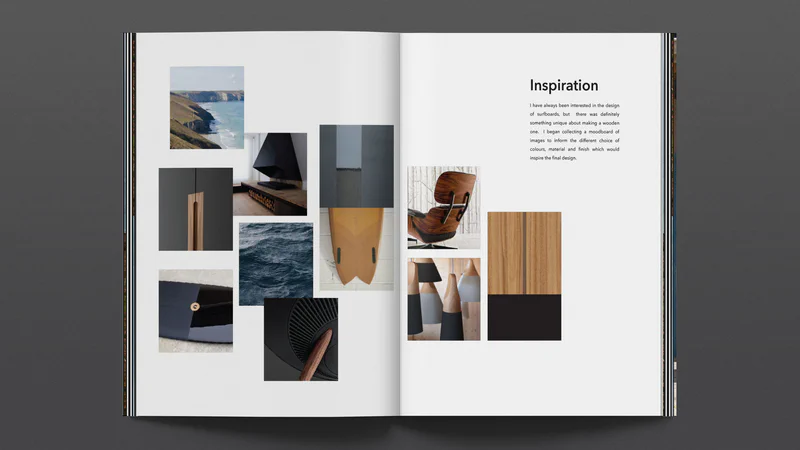 Inspiration
I have always been interested in the design
of surfboards, but there was definitely
something unique about making a wooden
one. I began collecting a moodboard of
images to inform the different choice of
colours, material and finish which would
inspire the final design.